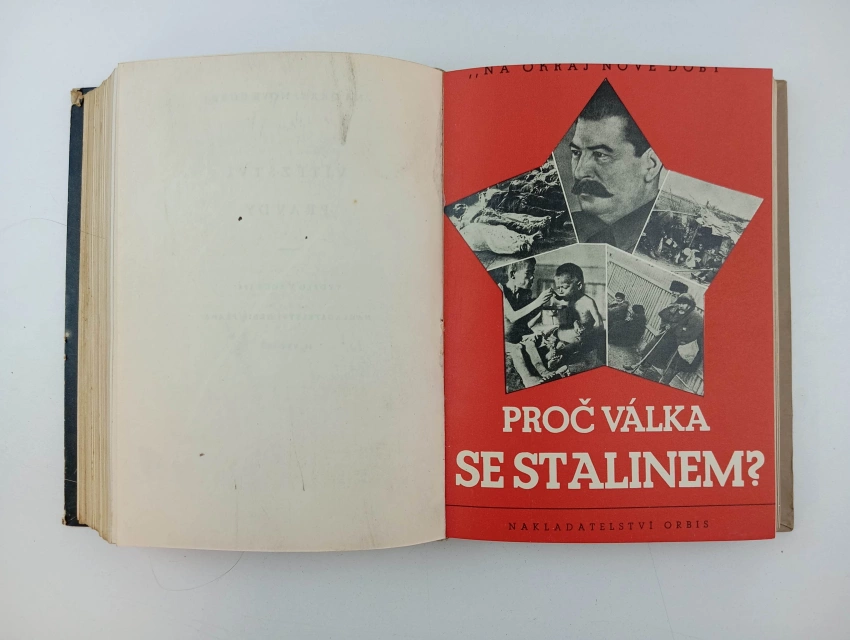 „NA OKRAJ NOVÉ DOBY"
PROČ VÁLKA
SE STALINEM?
NAKLADATELSTVÍ ORBIS